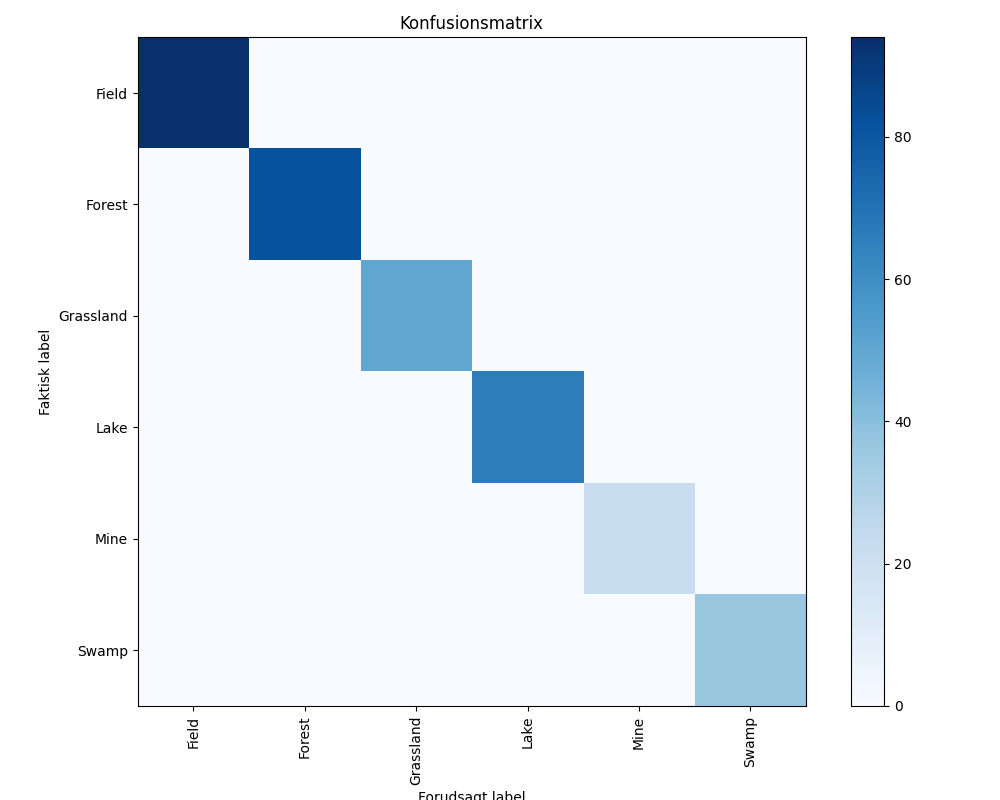 Konfusionsmatrix
Field
Forest
Grassland
Lake
Mine
Swamp
Faktisk label
Field
Forest
Grassland
Lake
Mine
Swamp
Forudsagt label
80
60
40
20
0